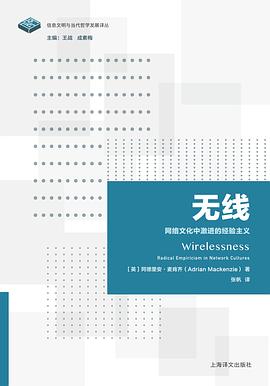 信息文明与当代哲学发展译丛
主编：王战 成素梅
无线
网络文化中激进的经验主义
Wirelessness
Radical Empiricism in Network Cultures
［英］阿德里安·麦肯齐（Adrian Mackenzie） 著
张帆 译
上海译文出版社